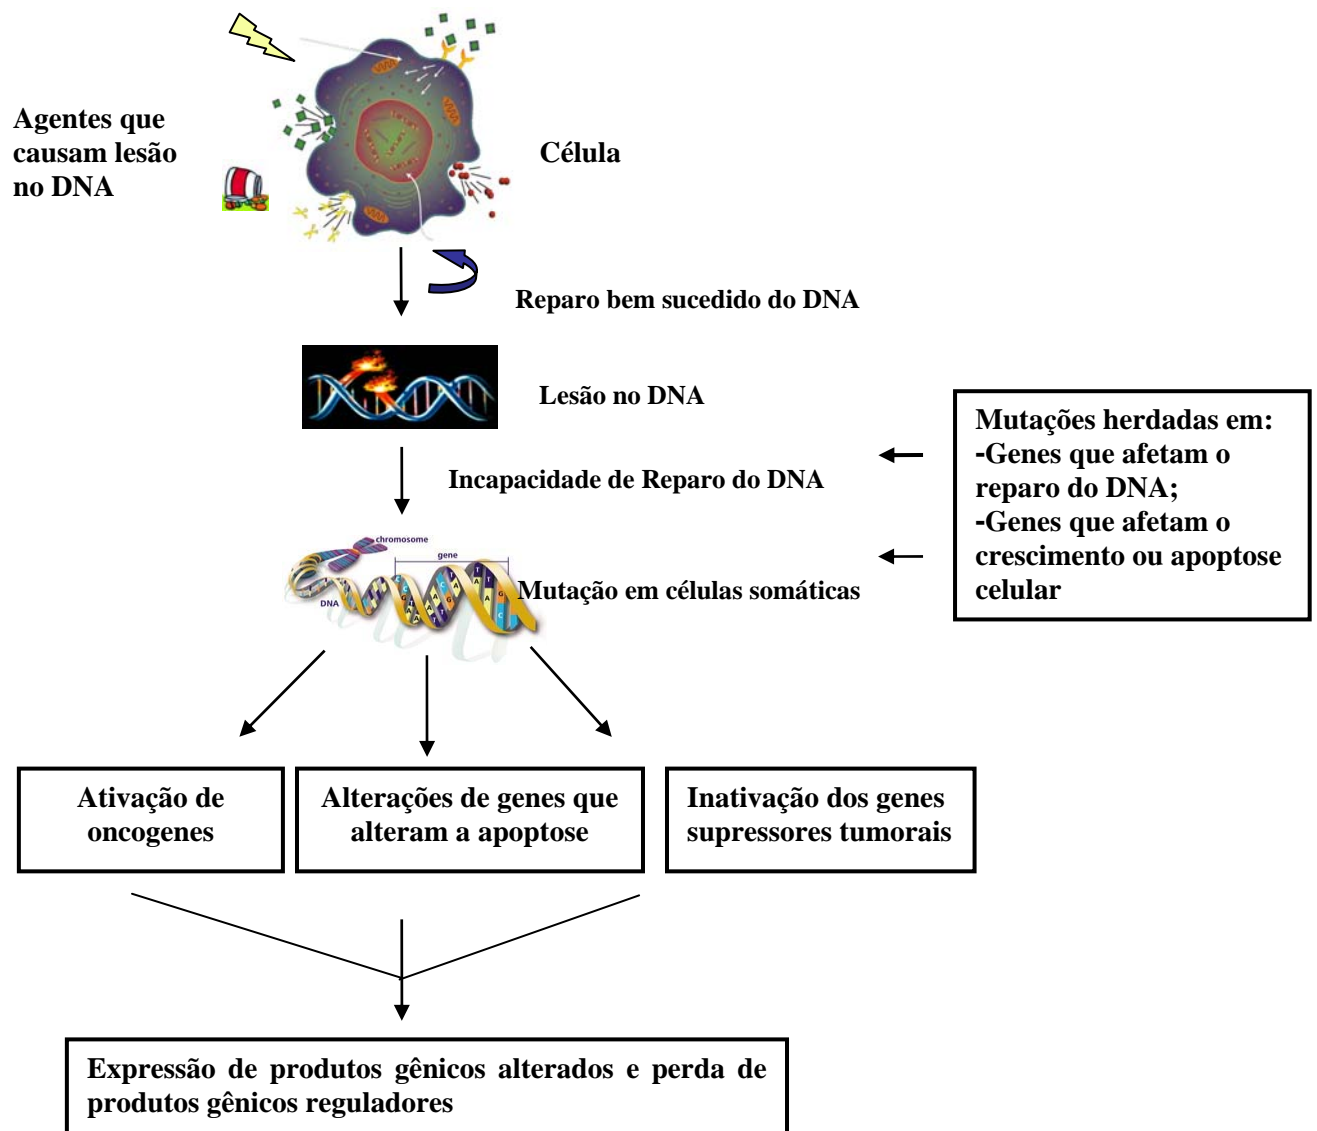 Agentes que
causam lesão
no DNA
Célula
Reparo bem sucedido do DNA
Lesão no DNA
Incapacidade de Reparo do DNA
Mutações herdadas em:
-Genes que afetam o
reparo do DNA;
-Genes que afetam o
crescimento ou apoptose
celular
chromosome
gene
DNA
Mutação em células somáticas
Ativação de
oncogenes
Alterações de genes que
alteram a apoptose
Inativação dos genes
supressores tumorais
Expressão de produtos gênicos alterados e perda de
produtos gênicos reguladores